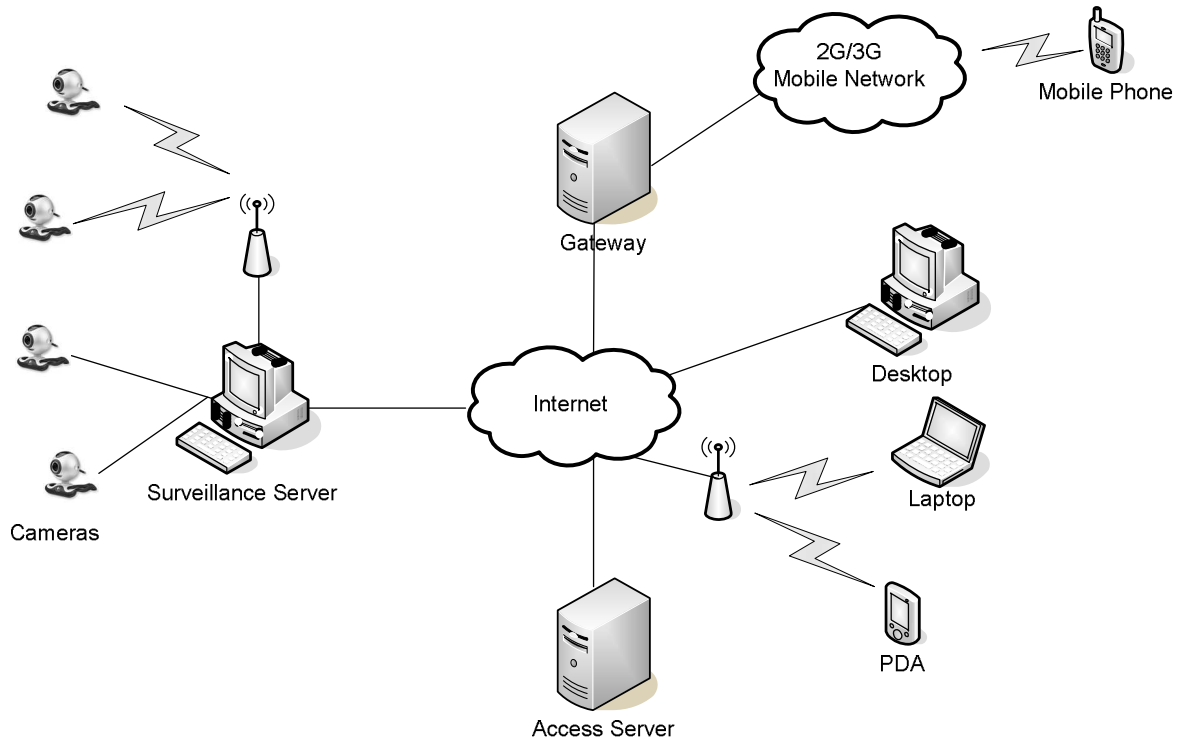 2G/3G
Mobile Network
Mobile Phone
Gateway
Desktop
Internet
Surveillance Server
Laptop
Cameras
PDA
Access Server